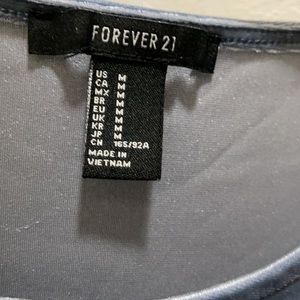 FOREVER 21
US M
CA M
MX M
BR M
EU M
UK M
KR M
JP M
CN 165/92A
MADE IN
VIETNAM